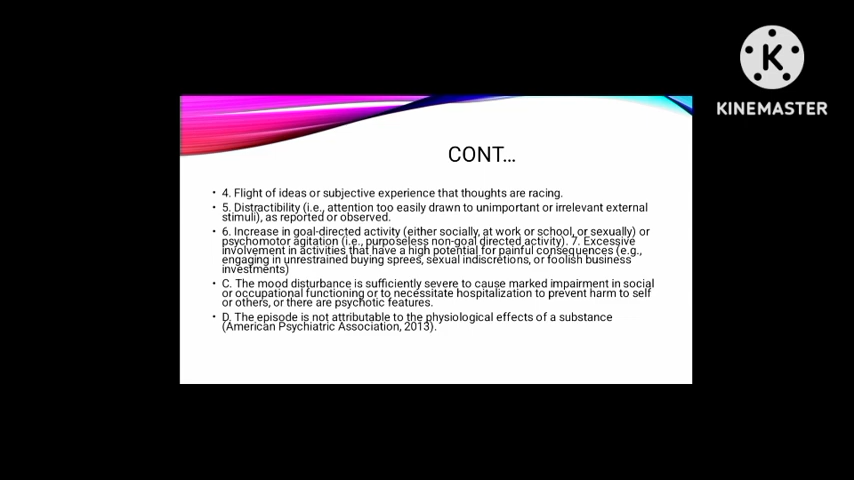 K
KINEMASTER
CONT...
• 4. Flight of ideas or subjective experience that thoughts are racing.
• 5. Distractibility (i.e., attention too easily drawn to unimportant or irrelevant external
stimuli), as reported or observed.
• 6. Increase in goal-directed activity (either socially, at work or school, or sexually) or
psychomotor agitation (i.e., purposeless non-goal directed activity). 7. Excessive
involvement in activities that have a high potential for painful consequences (e.g.,
engaging in unrestrained buying sprees, sexual indiscretions, or foolish business
investments)
• C. The mood disturbance is sufficiently severe to cause marked impairment in social
or occupational functioning or to necessitate hospitalization to prevent harm to self
or others, or there are psychotic features.
• D. The episode is not attributable to the physiological effects of a substance
(American Psychiatric Association, 2013).